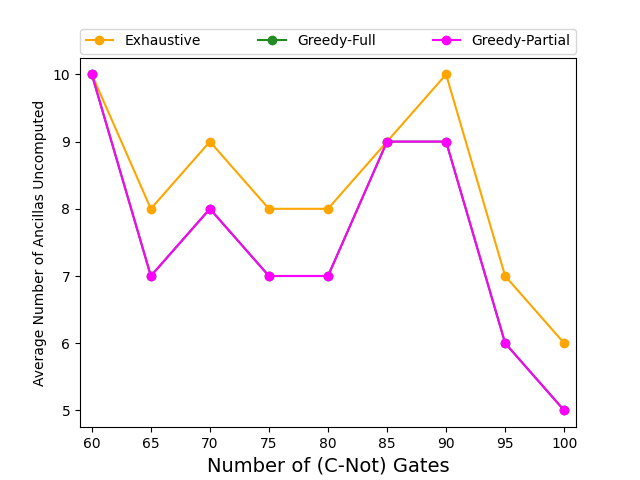 Exhaustive Greedy-Full Greedy-Partial
10
9
8
7
6
5
Average Number of Ancillas Uncomputed
60 65 70 75 80 85 90 95 100
Number of (C-Not) Gates